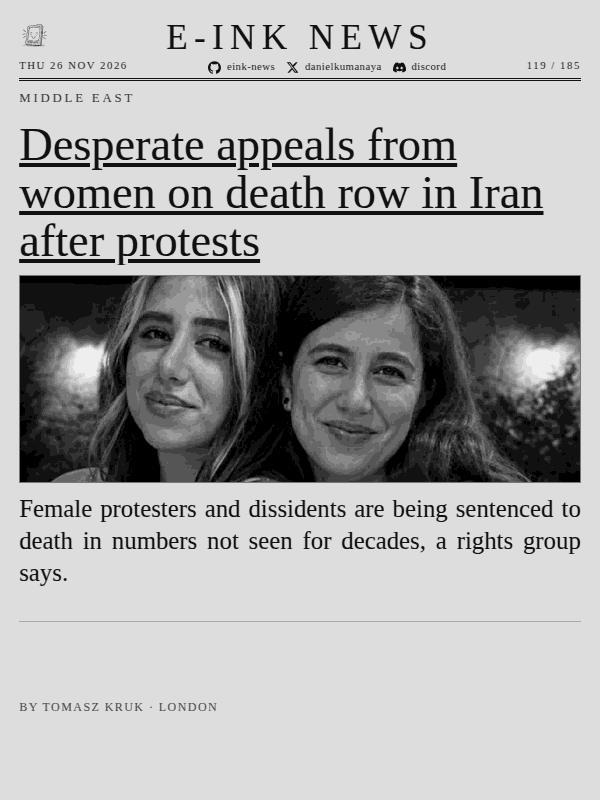 E-INK NEWS
THU 26 NOV 2026
eink-news danielkumanaya discord
119 / 185
MIDDLE EAST
Desperate appeals from
women on death row in Iran
after protests
Female protesters and dissidents are being sentenced to
death in numbers not seen for decades, a rights group
says.
BY TOMASZ KRUK · LONDON